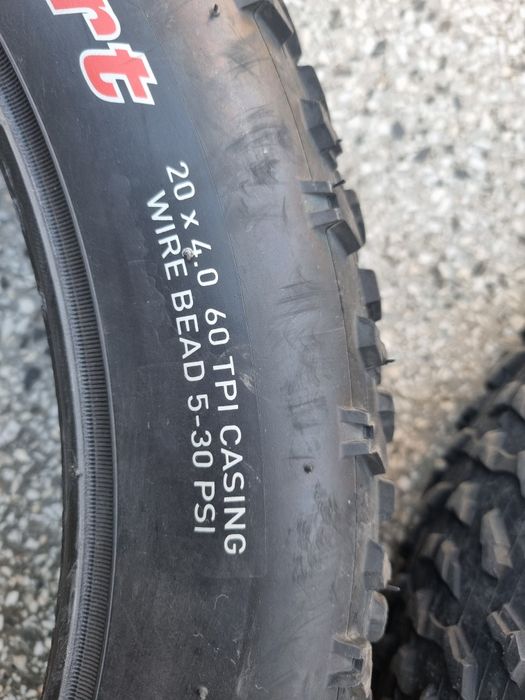 rt
20 x 4.0 60 TPI CASING
WIRE BEAD 5-30 PSI